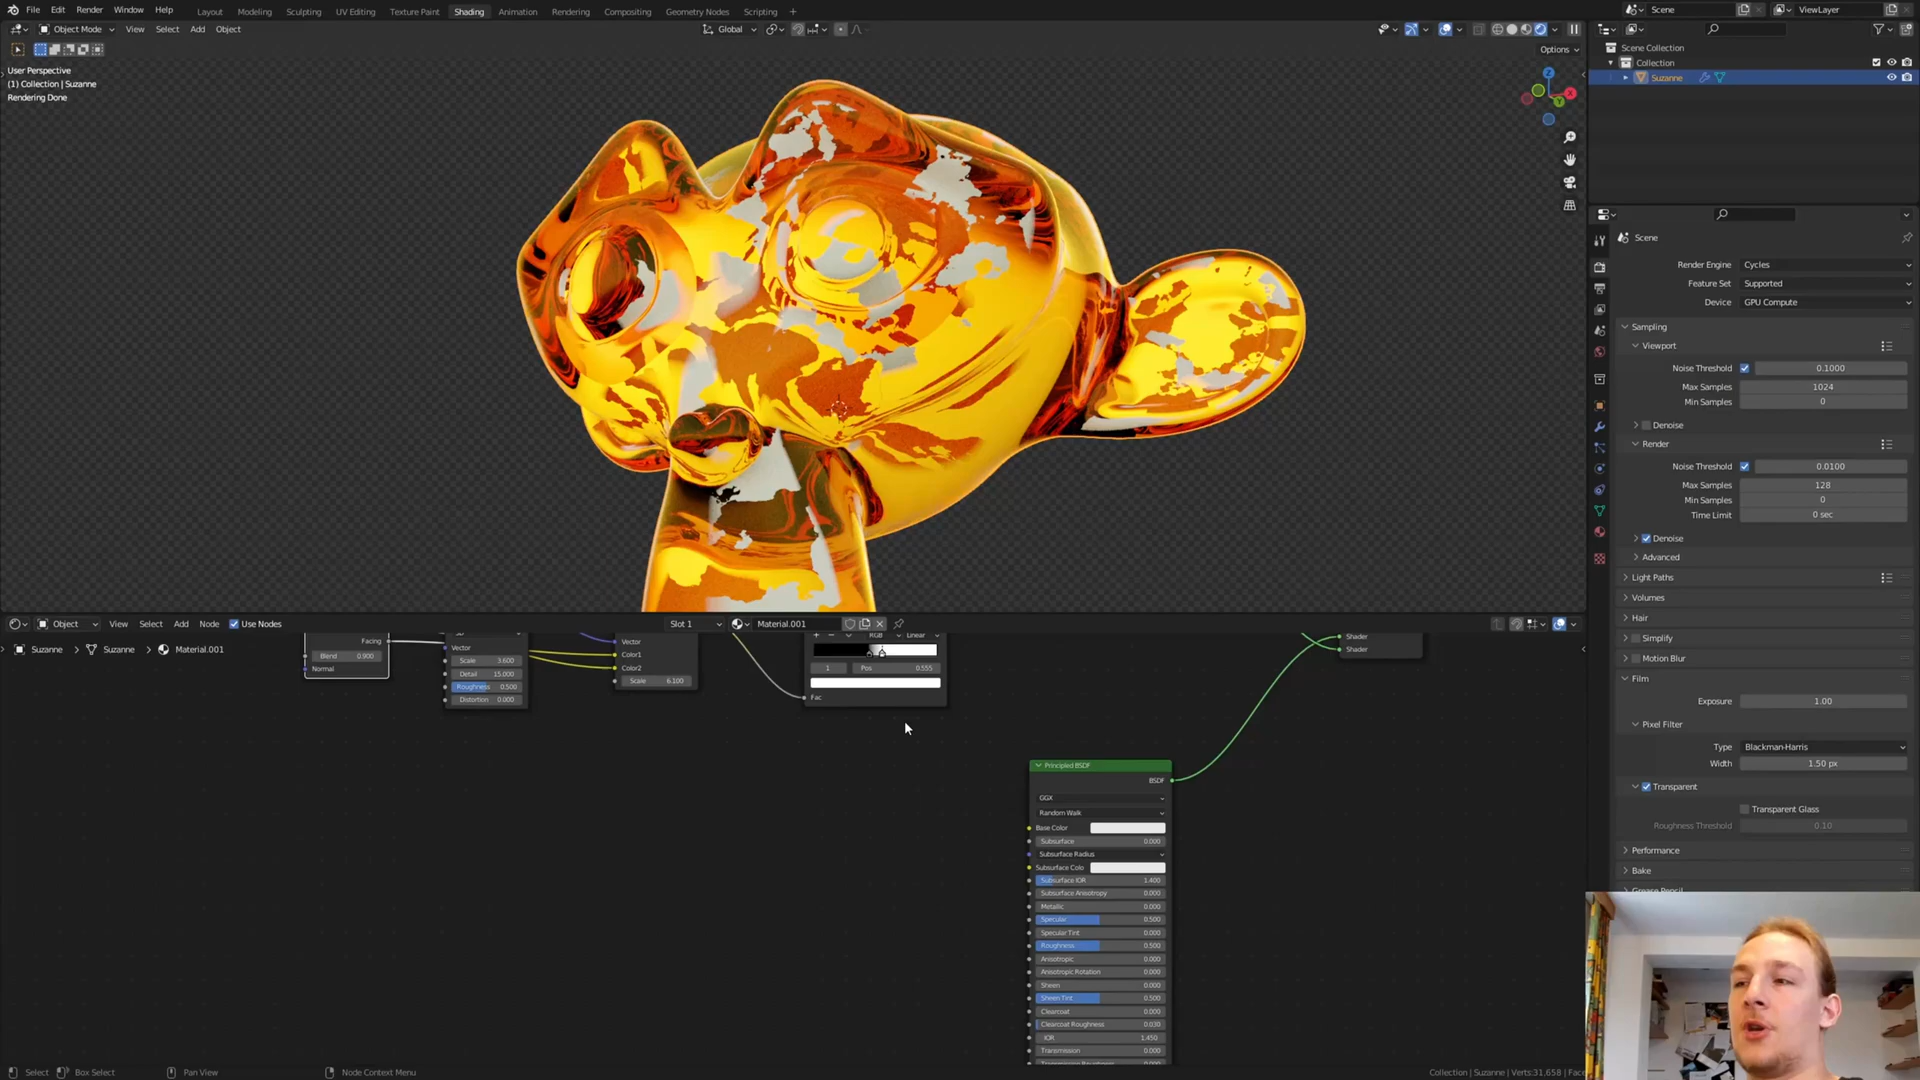 File Edit Render Window Help
Layout Modeling Sculpting UV Editing Texture Paint Shading Animation Rendering Compositing Geometry Nodes Scripting +
Scene
ViewLayer
Object Mode View Select Add Object
Global
Options
User Perspective
(1) Collection | Suzanne
Rendering Done
Z
X
Y
Scene Collection
Collection
Suzanne
Scene
Render Engine Cycles
Feature Set Supported
Device GPU Compute
Sampling
Viewport
Noise Threshold 0.1000
Max Samples 1024
Min Samples 0
Denoise
Render
Noise Threshold 0.0100
Max Samples 128
Min Samples 0
Time Limit 0 sec
Denoise
Advanced
Light Paths
Volumes
Hair
Simplify
Motion Blur
Film
Exposure 1.00
Pixel Filter
Type Blackman-Harris
Width 1.50 px
Transparent
Transparent Glass
Roughness Threshold 0.10
Performance
Bake
Grease Pencil
Object View Select Add Node Use Nodes
Slot 1
Material.001
Suzanne > Suzanne > Material.001
Facing
Blend 0.900
Normal
Vector
Scale 3.600
Detail 15.000
Roughness 0.500
Distortion 0.000
Vector
Color1
Color2
Scale 6.100
RGB Linear
1 Pos 0.555
Fac
Shader
Shader
Principled BSDF
BSDF
GGX
Random Walk
Base Color
Subsurface 0.000
Subsurface Radius
Subsurface Colo
Subsurface IOR 1.400
Subsurface Anisotropy 0.000
Metallic 0.000
Specular 0.500
Specular Tint 0.000
Roughness 0.500
Anisotropic 0.000
Anisotropic Rotation 0.000
Sheen 0.000
Sheen Tint 0.500
Clearcoat 0.000
Clearcoat Roughness 0.030
IOR 1.450
Transmission 0.000
Select Box Select Pan View Node Context Menu
Collection | Suzanne | Verts:31,658 | Face